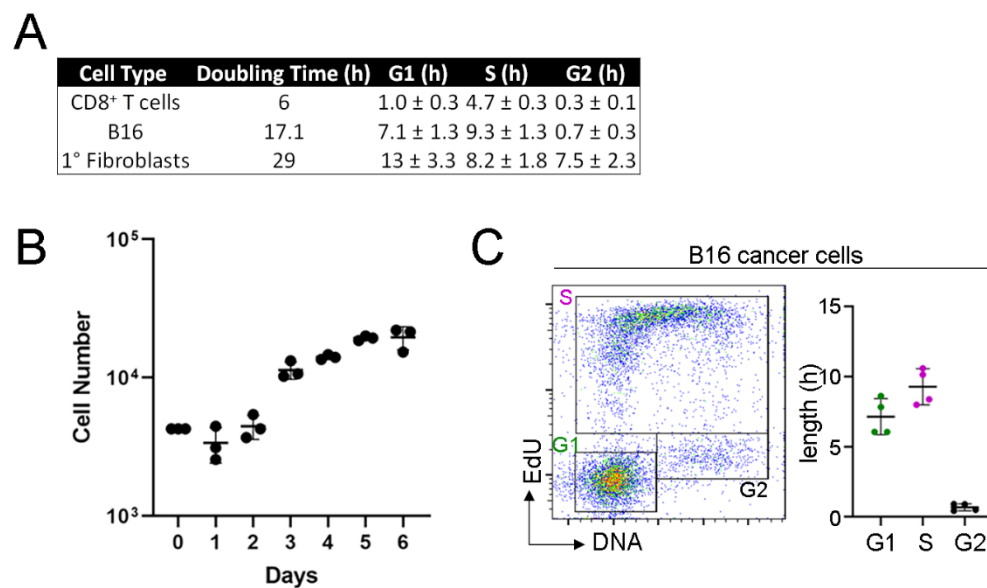 A
Cell Type Doubling Time (h) G1 (h) S (h) G2 (h)
CD8⁺ T cells 6 1.0 ± 0.3 4.7 ± 0.3 0.3 ± 0.1
B16 17.1 7.1 ± 1.3 9.3 ± 1.3 0.7 ± 0.3
1° Fibroblasts 29 13 ± 3.3 8.2 ± 1.8 7.5 ± 2.3
B
Cell Number
10⁵
10⁴
10³
0 1 2 3 4 5 6
Days
C
B16 cancer cells
S
G1
G2
EdU
DNA
length (h)
15
10
5
0
G1 S G2